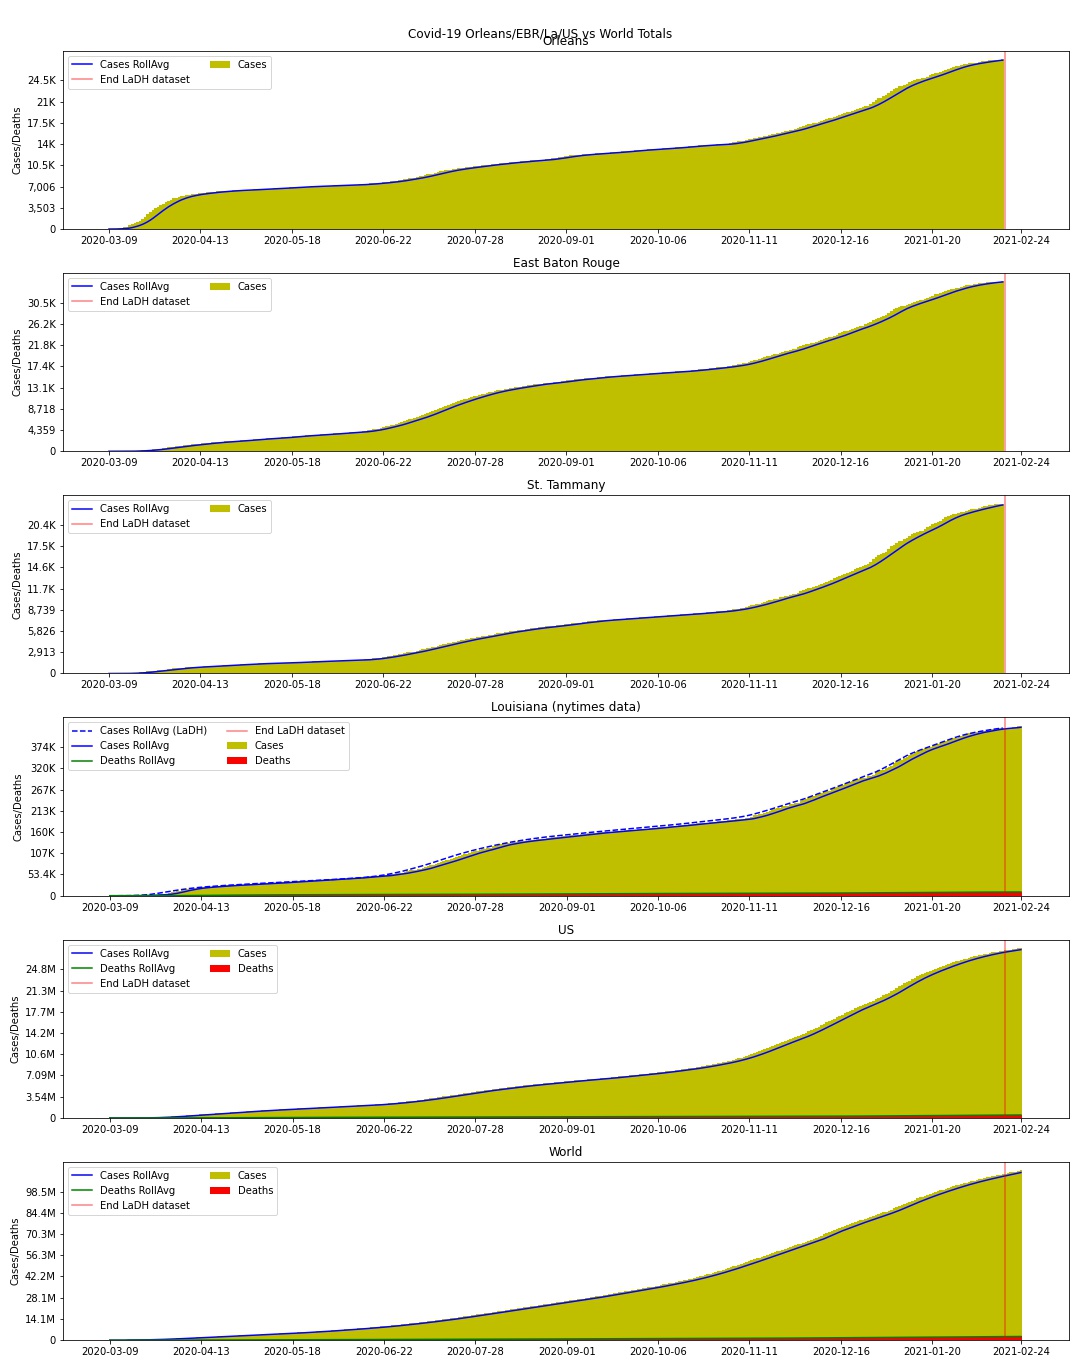 Covid-19 Orleans/EBR/La/US vs World Totals
Orleans
Cases RollAvg
End LaDH dataset
Cases
Cases/Deaths
24.5K
21K
17.5K
14K
10.5K
7,006
3,503
0
2020-03-09 2020-04-13 2020-05-18 2020-06-22 2020-07-28 2020-09-01 2020-10-06 2020-11-11 2020-12-16 2021-01-20 2021-02-24
East Baton Rouge
Cases RollAvg
End LaDH dataset
Cases
Cases/Deaths
30.5K
26.2K
21.8K
17.4K
13.1K
8,718
4,359
0
2020-03-09 2020-04-13 2020-05-18 2020-06-22 2020-07-28 2020-09-01 2020-10-06 2020-11-11 2020-12-16 2021-01-20 2021-02-24
St. Tammany
Cases RollAvg
End LaDH dataset
Cases
Cases/Deaths
20.4K
17.5K
14.6K
11.7K
8,739
5,826
2,913
0
2020-03-09 2020-04-13 2020-05-18 2020-06-22 2020-07-28 2020-09-01 2020-10-06 2020-11-11 2020-12-16 2021-01-20 2021-02-24
Louisiana (nytimes data)
Cases RollAvg (LaDH)
Cases RollAvg
Deaths RollAvg
End LaDH dataset
Cases
Deaths
Cases/Deaths
374K
320K
267K
213K
160K
107K
53.4K
0
2020-03-09 2020-04-13 2020-05-18 2020-06-22 2020-07-28 2020-09-01 2020-10-06 2020-11-11 2020-12-16 2021-01-20 2021-02-24
US
Cases RollAvg
Deaths RollAvg
End LaDH dataset
Cases
Deaths
Cases/Deaths
24.8M
21.3M
17.7M
14.2M
10.6M
7.09M
3.54M
0
2020-03-09 2020-04-13 2020-05-18 2020-06-22 2020-07-28 2020-09-01 2020-10-06 2020-11-11 2020-12-16 2021-01-20 2021-02-24
World
Cases RollAvg
Deaths RollAvg
End LaDH dataset
Cases
Deaths
Cases/Deaths
98.5M
84.4M
70.3M
56.3M
42.2M
28.1M
14.1M
0
2020-03-09 2020-04-13 2020-05-18 2020-06-22 2020-07-28 2020-09-01 2020-10-06 2020-11-11 2020-12-16 2021-01-20 2021-02-24